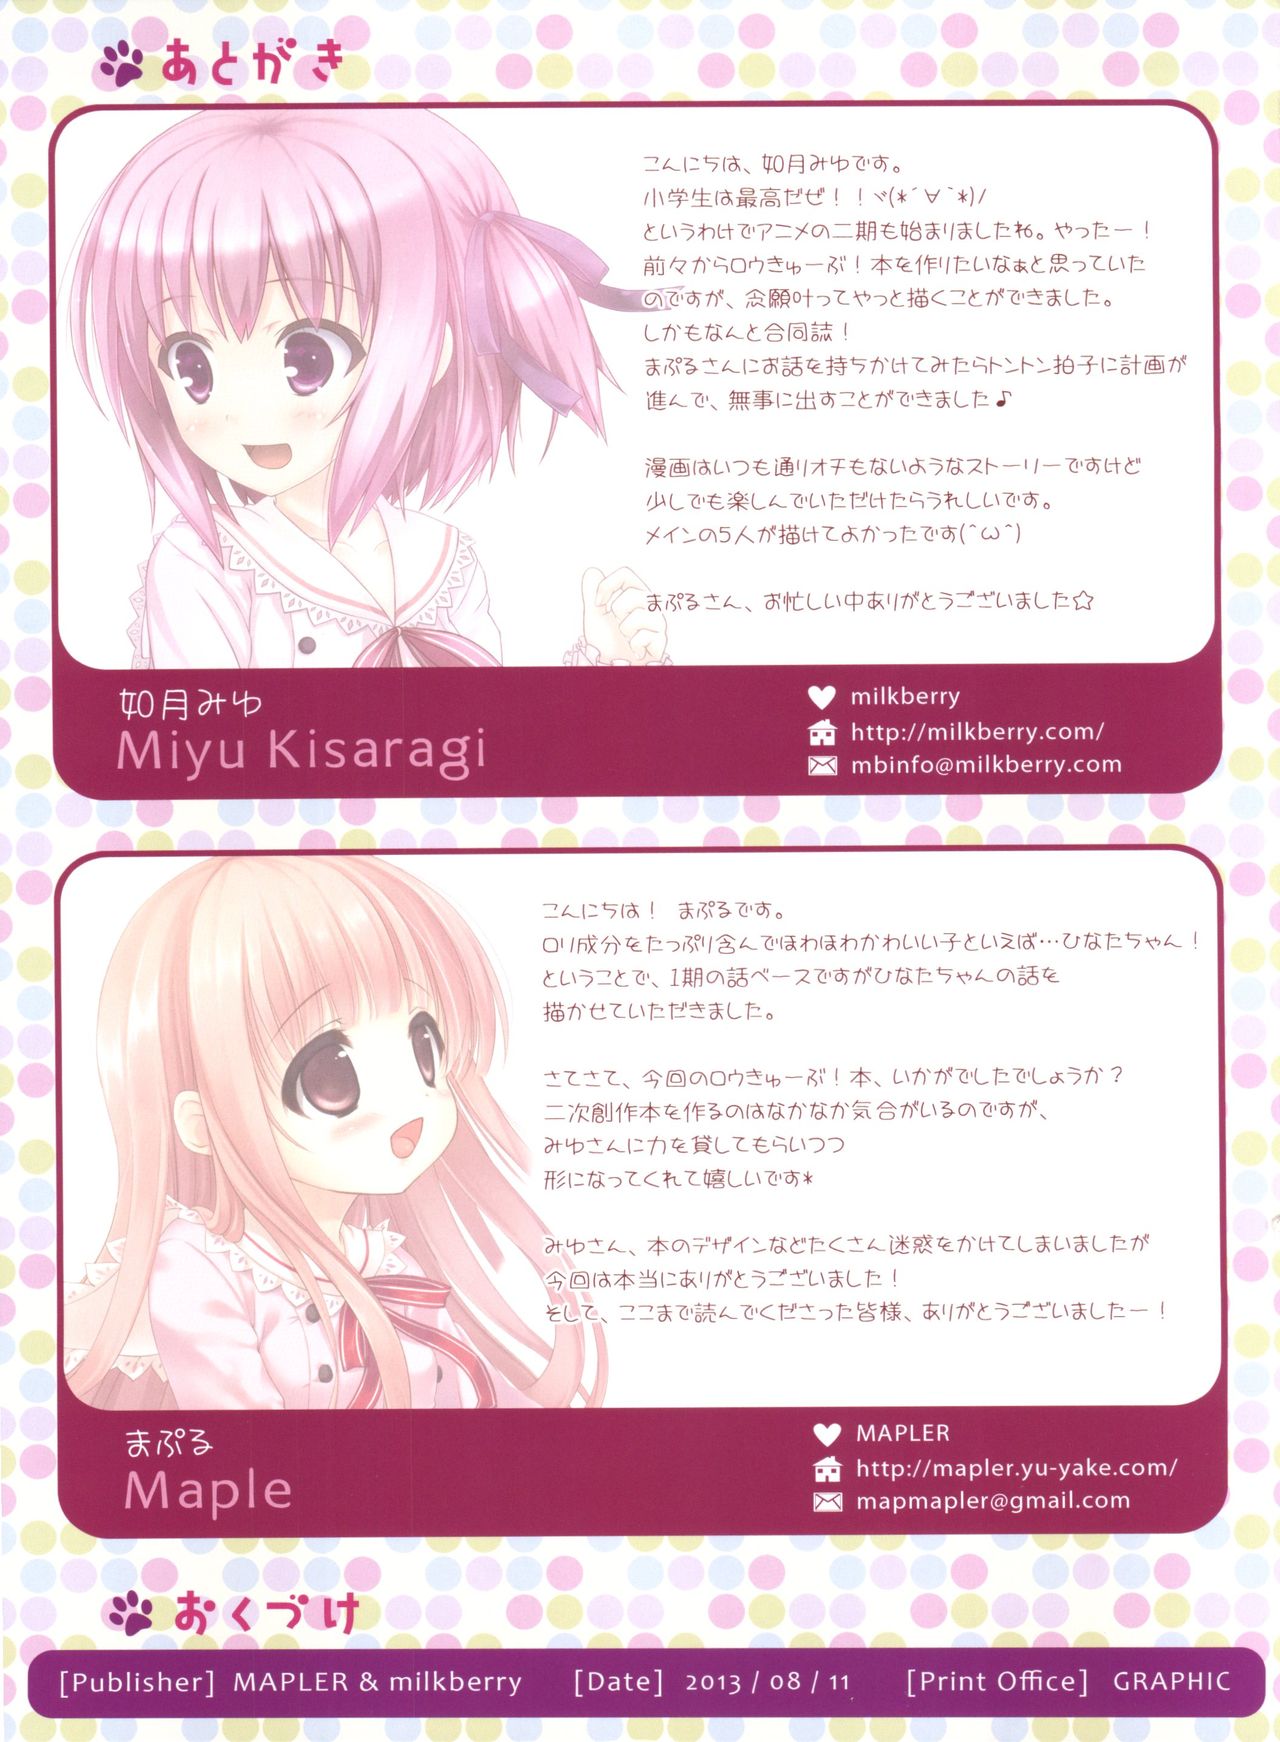 あとがき
こんにちは、如月みゆです。
小学生は最高だぜ！！ヾ(*´∀｀*)/
というわけでアニメの二期も始まりましたね。やったー！
前々からロウきゅーぶ！本を作りたいなぁと思っていた
のですが、念願叶ってやっと描くことができました。
しかもなんと合同誌！
まぷるさんにお話を持ちかけてみたらトントン拍子に計画が
進んで、無事に出すことができました♪
漫画はいつも通りオチもないようなストーリーですけど
少しでも楽しんでいただけたらうれしいです。
メインの5人が描けてよかったです(^ω^)
まぷるさん、お忙しい中ありがとうございました☆
如月みゆ
Miyu Kisaragi
milkberry
http://milkberry.com/
mbinfo@milkberry.com
こんにちは！ まぷるです。
ロリ成分をたっぷり含んでほわほわかわいい子といえば…ひなたちゃん！
ということで、1期の話ベースですがひなたちゃんの話を
描かせていただきました。
さてさて、今回のロウきゅーぶ！本、いかがでしたでしょうか？
二次創作本を作るのはなかなか気合がいるのですが、
みゆさんに力を貸してもらいつつ
形になってくれて嬉しいです*
みゆさん、本のデザインなどたくさん迷惑をかけてしまいましたが
今回は本当にありがとうございました！
そして、ここまで読んでくださった皆様、ありがとうございましたー！
まぷる
Maple
MAPLER
http://mapler.yu-yake.com/
mapmapler@gmail.com
おくづけ
[Publisher] MAPLER & milkberry [Date] 2013 / 08 / 11 [Print Office] GRAPHIC